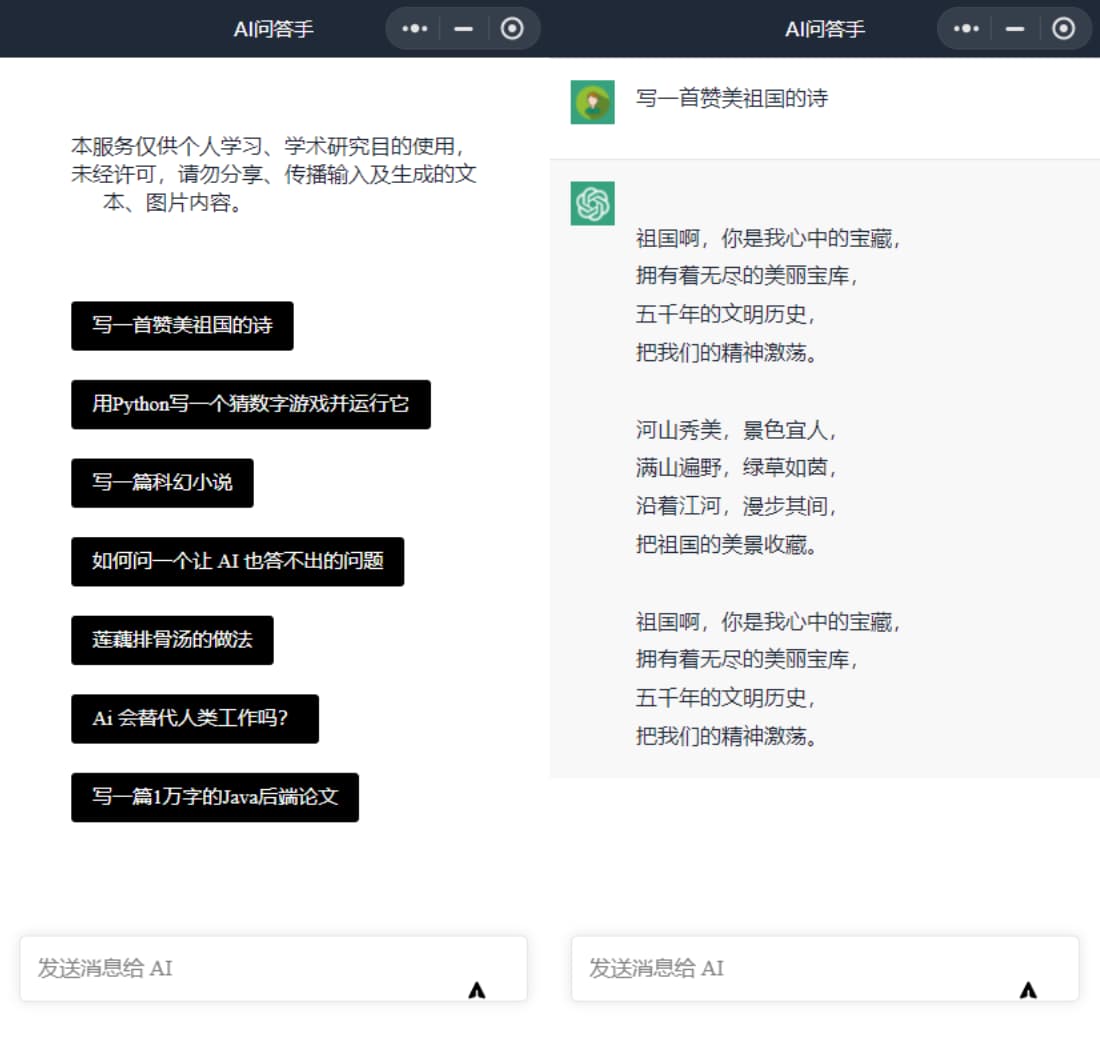 AI问答手
本服务仅供个人学习、学术研究目的使用，
未经许可，请勿分享、传播输入及生成的文
本、图片内容。
写一首赞美祖国的诗
用Python写一个猜数字游戏并运行它
写一篇科幻小说
如何问一个让 AI 也答不出的问题
莲藕排骨汤的做法
Ai 会替代人类工作吗？
写一篇1万字的Java后端论文
发送消息给 AI
AI问答手
写一首赞美祖国的诗
祖国啊，你是我心中的宝藏，
拥有着无尽的美丽宝库，
五千年的文明历史，
把我们的精神激荡。
河山秀美，景色宜人，
满山遍野，绿草如茵，
沿着江河，漫步其间，
把祖国的美景收藏。
祖国啊，你是我心中的宝藏，
拥有着无尽的美丽宝库，
五千年的文明历史，
把我们的精神激荡。
发送消息给 AI